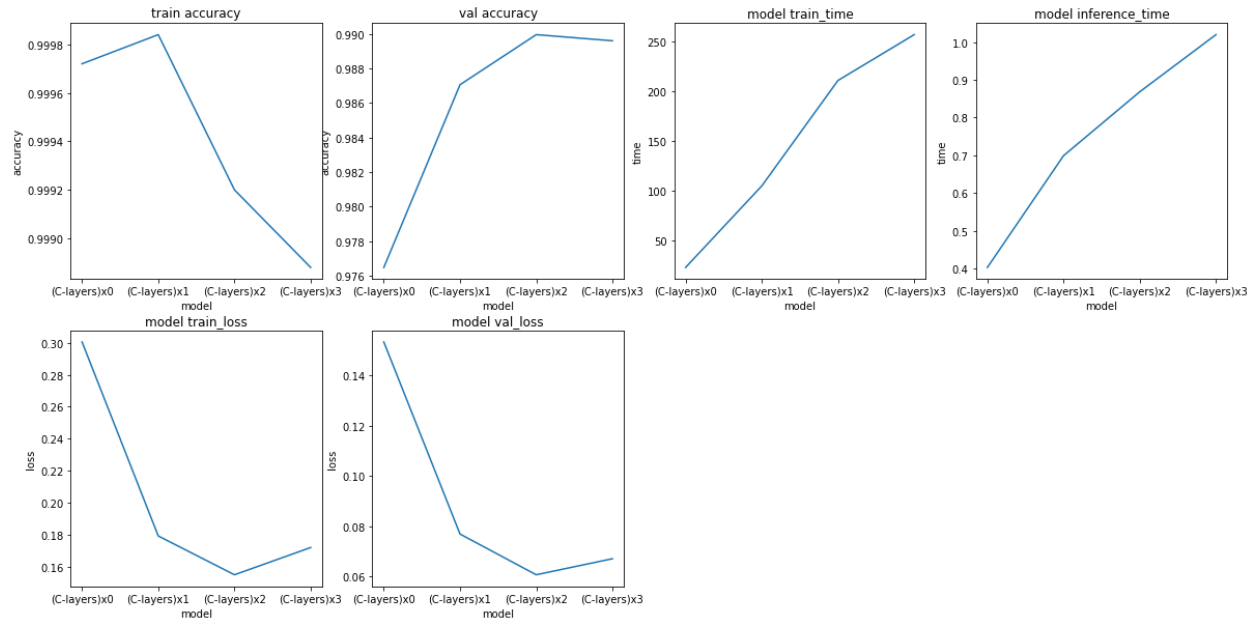 train accuracy
accuracy
0.9998
0.9996
0.9994
0.9992
0.9990
(C-layers)x0 (C-layers)x1 (C-layers)x2 (C-layers)x3
model
val accuracy
accuracy
0.990
0.988
0.986
0.984
0.982
0.980
0.978
0.976
(C-layers)x0 (C-layers)x1 (C-layers)x2 (C-layers)x3
model
model train_time
time
250
200
150
100
50
(C-layers)x0 (C-layers)x1 (C-layers)x2 (C-layers)x3
model
model inference_time
time
1.0
0.9
0.8
0.7
0.6
0.5
0.4
(C-layers)x0 (C-layers)x1 (C-layers)x2 (C-layers)x3
model
model train_loss
loss
0.30
0.28
0.26
0.24
0.22
0.20
0.18
0.16
(C-layers)x0 (C-layers)x1 (C-layers)x2 (C-layers)x3
model
model val_loss
loss
0.14
0.12
0.10
0.08
0.06
(C-layers)x0 (C-layers)x1 (C-layers)x2 (C-layers)x3
model